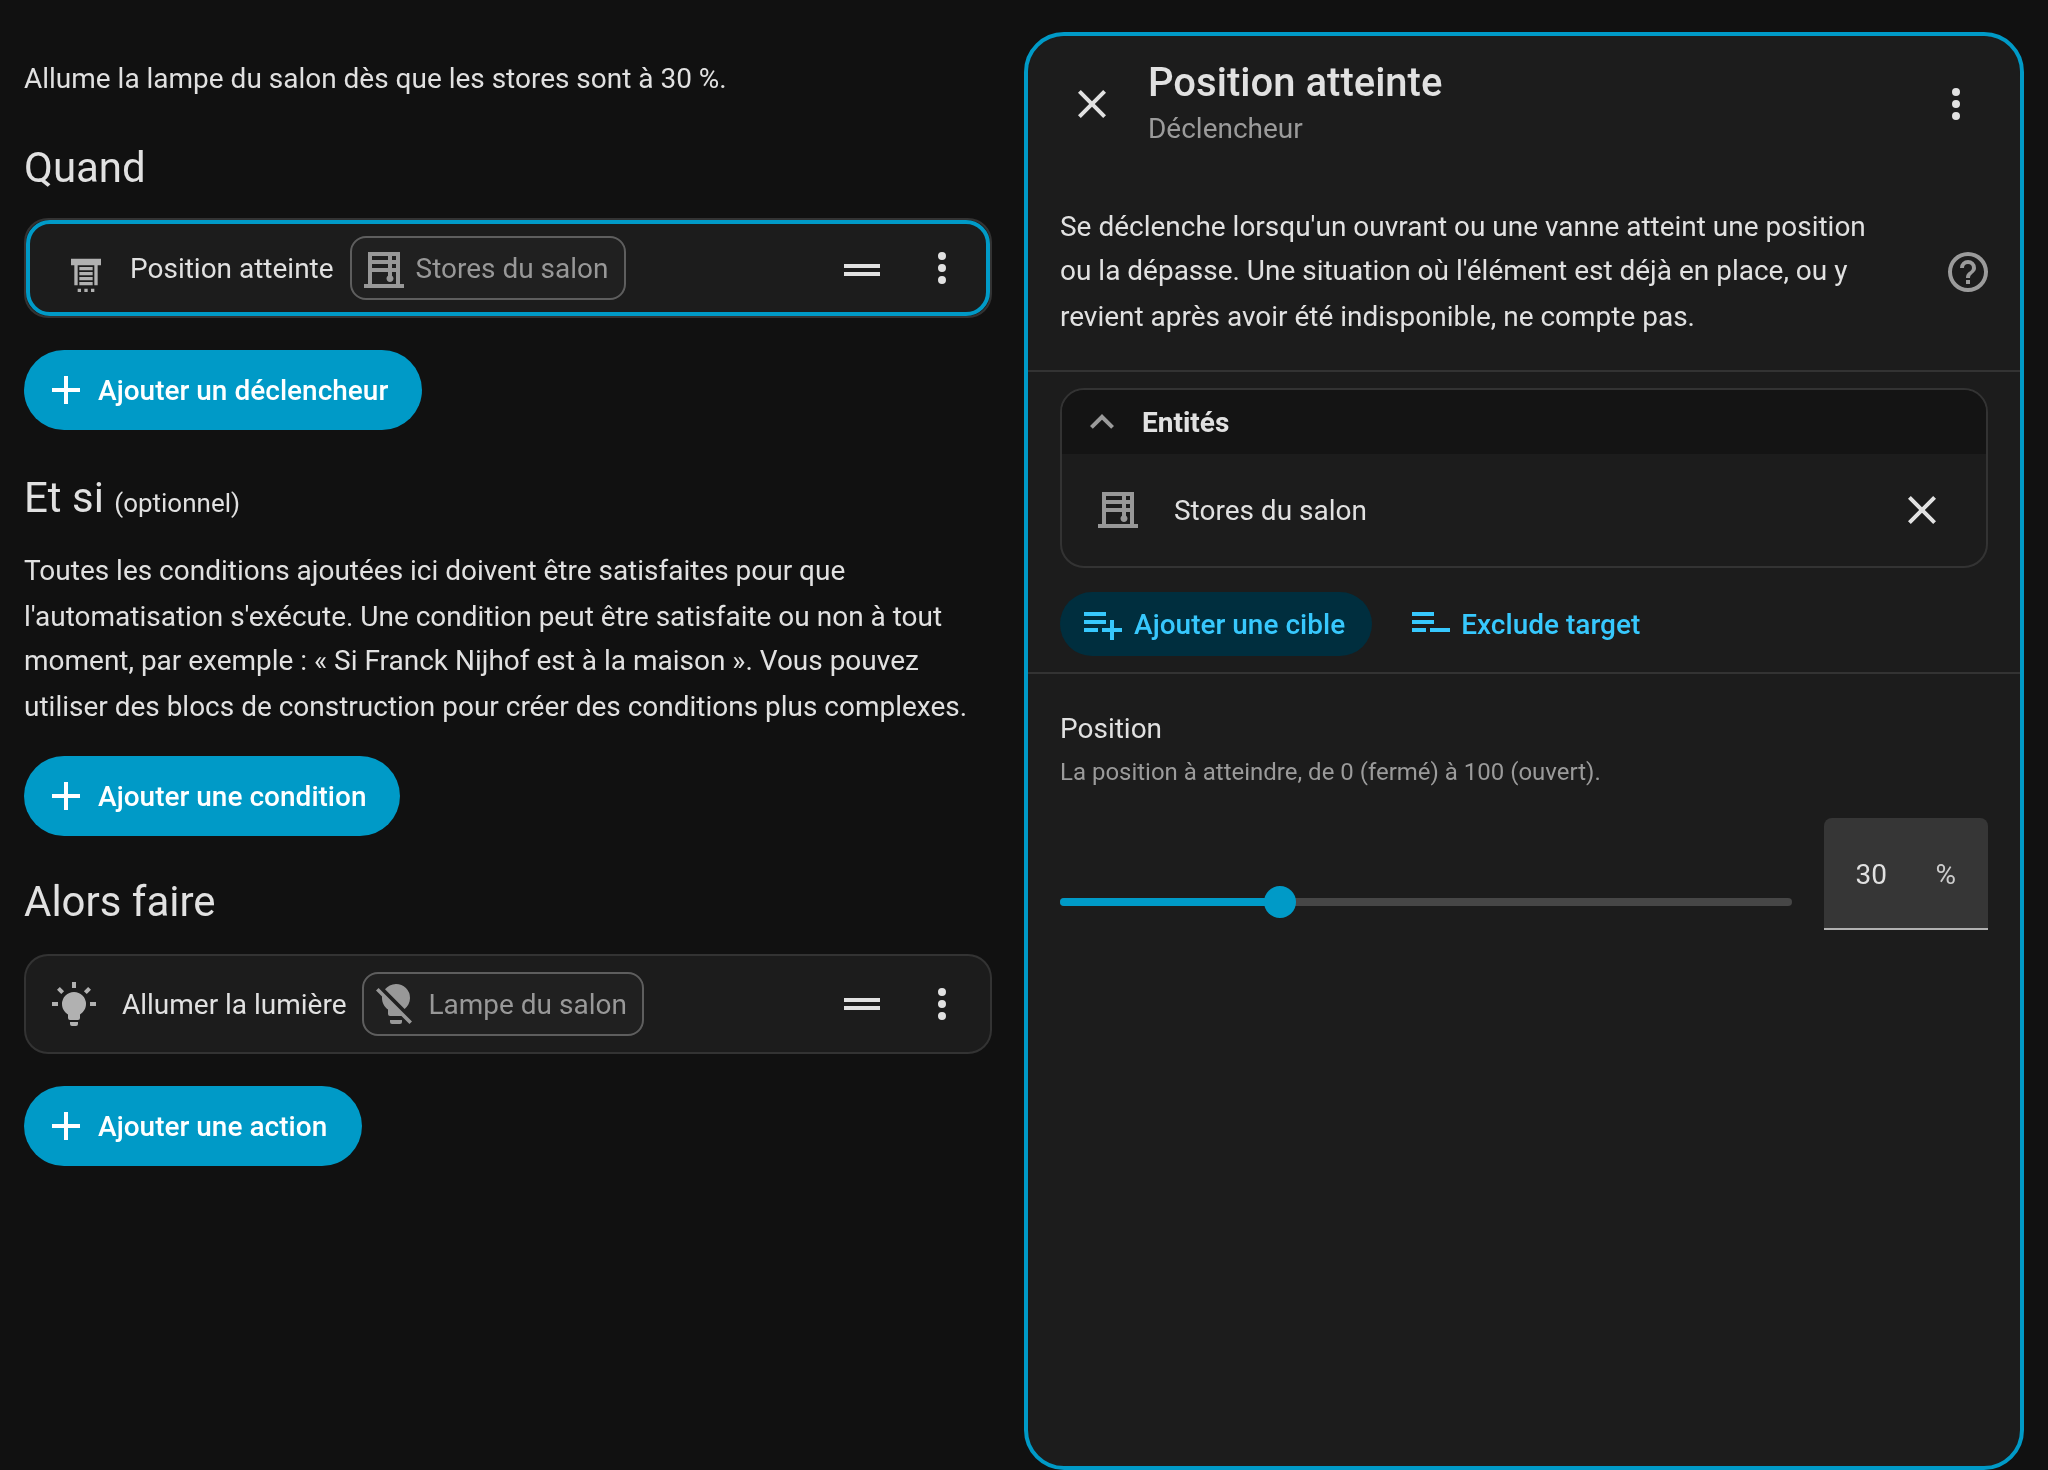 Allume la lampe du salon dès que les stores sont à 30 %.
Quand
Position atteinte Stores du salon
Ajouter un déclencheur
Et si (optionnel)
Toutes les conditions ajoutées ici doivent être satisfaites pour que
l'automatisation s'exécute. Une condition peut être satisfaite ou non à tout
moment, par exemple : « Si Franck Nijhof est à la maison ». Vous pouvez
utiliser des blocs de construction pour créer des conditions plus complexes.
Ajouter une condition
Alors faire
Allumer la lumière Lampe du salon
Ajouter une action
Position atteinte
Déclencheur
Se déclenche lorsqu'un ouvrant ou une vanne atteint une position
ou la dépasse. Une situation où l'élément est déjà en place, ou y
revient après avoir été indisponible, ne compte pas.
Entités
Stores du salon
Ajouter une cible Exclude target
Position
La position à atteindre, de 0 (fermé) à 100 (ouvert).
30 %